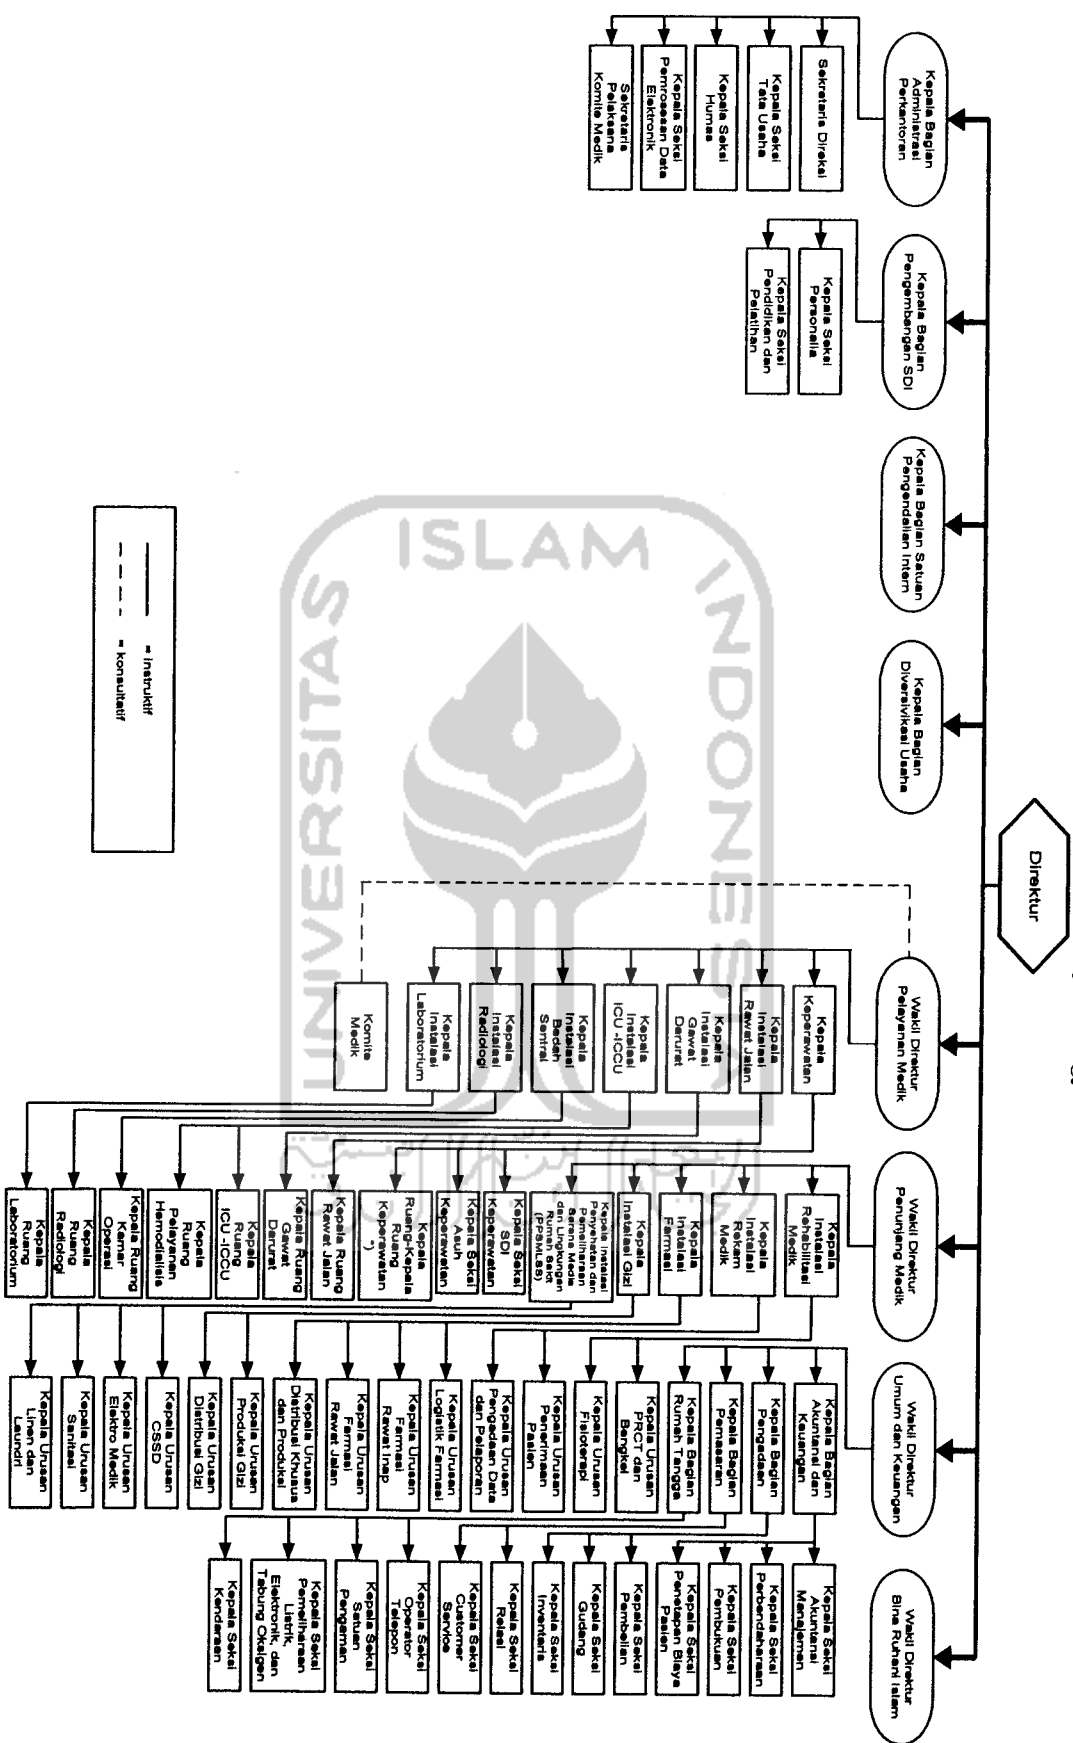 Direktur
Kepala Bagian
Administrasi
Perkantoran
Kepala Bagian
Pengembangan SDI
Kepala Bagian Satuan
Pengendalian Intern
Kepala Bagian
Diversivikasi Usaha
Wakil Direktur
Pelayanan Medik
Wakil Direktur
Penunjang Medik
Wakil Direktur
Umum dan Keuangan
Wakil Direktur
Bina Ruhani Islam
Sekretaris Direksi
Kepala Seksi
Tata Usaha
Kepala Seksi
Humas
Kepala Seksi
Pemrosesan Data
Elektronik
Sekretaris
Pelaksana
Komite Medik
Kepala Seksi
Personalia
Kepala Seksi
Pendidikan dan
Pelatihan
Kepala
Keperawatan
Kepala
Instalasi
Rawat Jalan
Kepala
Instalasi
Gawat
Darurat
Kepala
Instalasi
ICU -ICCU
Kepala
Instalasi
Bedah
Sentral
Kepala
Instalasi
Radiologi
Kepala
Instalasi
Laboratorium
Komite
Medik
Kepala
Instalasi
Rehabilitasi
Medik
Kepala
Instalasi
Rekam
Medik
Kepala
Instalasi
Farmasi
Kepala
Instalasi Gizi
Kepala Instalasi
Penyehatan dan
Pemeliharaan
Sarana Medis
dan Lingkungan
Rumah Sakit
(PPSMLSS)
Kepala Seksi
SDI
Keperawatan
Kepala Seksi
Asuh
Keperawatan
Kepala
Ruang-Kepala
Ruang
Keperawatan
*)
Kepala Ruang
Rawat Jalan
Kepala Ruang
Gawat
Darurat
Kepala
Ruang
ICU -ICCU
Kepala
Ruang
Pelayanan
Hemodialisis
Kepala Ruang
Kamar
Operasi
Kepala
Ruang
Radiologi
Kepala
Ruang
Laboratorium
Kepala Bagian
Akuntansi dan
Keuangan
Kepala Bagian
Pengadaan
Kepala Bagian
Pemasaran
Kepala Bagian
Rumah Tangga
Kepala Urusan
PRCT dan
Bengkel
Kepala Urusan
Fisioterapi
Kepala Urusan
Penerimaan
Pasien
Kepala Urusan
Pengadaan Data
dan Pelaporan
Kepala Urusan
Logistik Farmasi
Kepala Urusan
Farmasi
Rawat Inap
Kepala Urusan
Farmasi
Rawat Jalan
Kepala Urusan
Distribusi Khusus
dan Produksi
Kepala Urusan
Produksi Gizi
Kepala Urusan
Distribusi Gizi
Kepala Urusan
CSSD
Kepala Urusan
Elektro Medik
Kepala Urusan
Sanitasi
Kepala Urusan
Linen dan
Laundri
Kepala Seksi
Akuntansi
Manajemen
Kepala Seksi
Perbendaharaan
Kepala Seksi
Pembukuan
Kepala Seksi
Penetapan Biaya
Pasien
Kepala Seksi
Pembelian
Kepala Seksi
Gudang
Kepala Seksi
Inventaris
Kepala Seksi
Relasi
Kepala Seksi
Customer
Service
Kepala Seksi
Operator
Telepon
Kepala Seksi
Satuan
Pengaman
Kepala Seksi
Pemeliharaan
Listrik,
Elektronik, dan
Tabung Oksigen
Kepala Seksi
Kendaraan
= instruktif
= konsultatif
UNIVERSITAS
ISLAM
INDONESIA